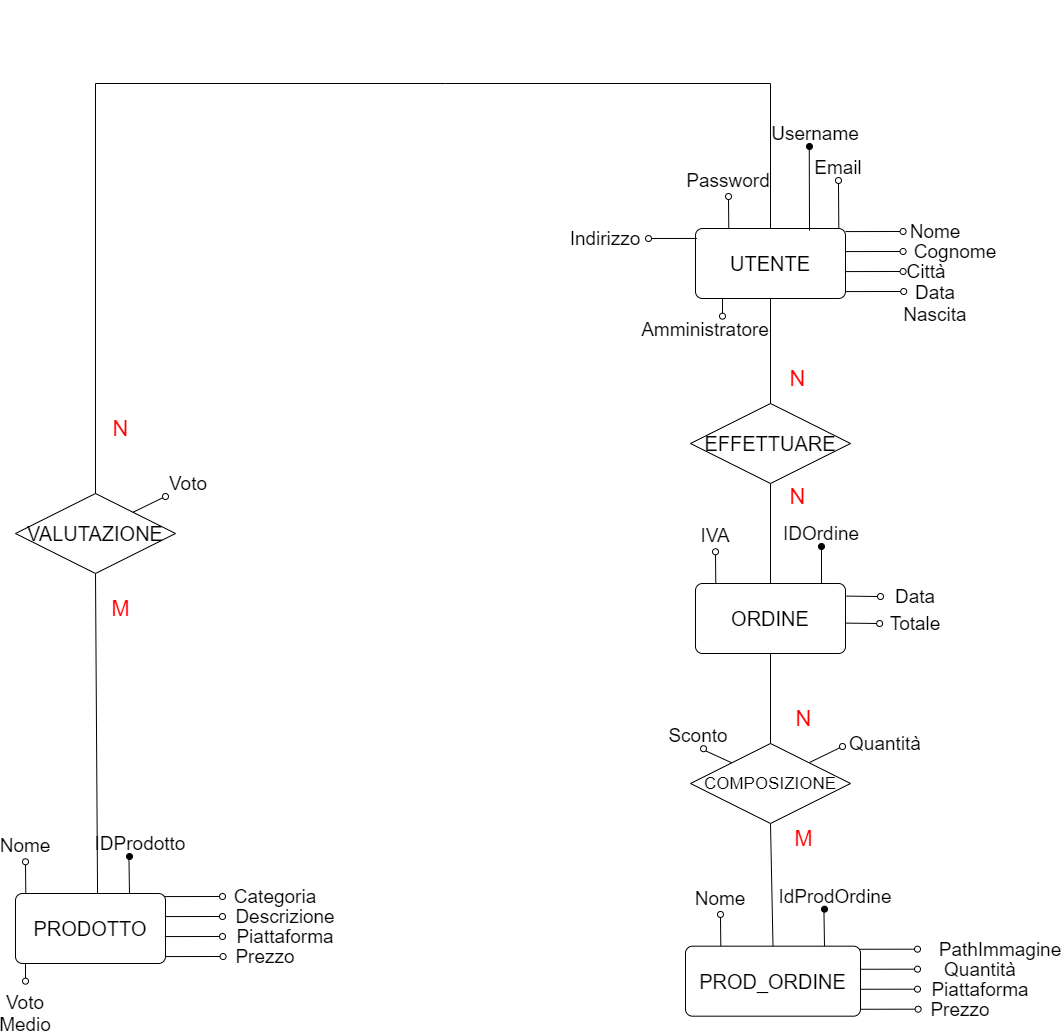 Username
Email
Password
Indirizzo
Nome
Cognome
Città
Data
Nascita
UTENTE
Amministratore
N
EFFETTUARE
N
N
Voto
VALUTAZIONE
M
IVA
IDOrdine
Data
Totale
ORDINE
N
Sconto
Quantità
COMPOSIZIONE
M
Nome
IDProdotto
Categoria
Descrizione
Piattaforma
Prezzo
PRODOTTO
Voto
Medio
Nome
IdProdOrdine
PathImmagine
Quantità
Piattaforma
Prezzo
PROD_ORDINE